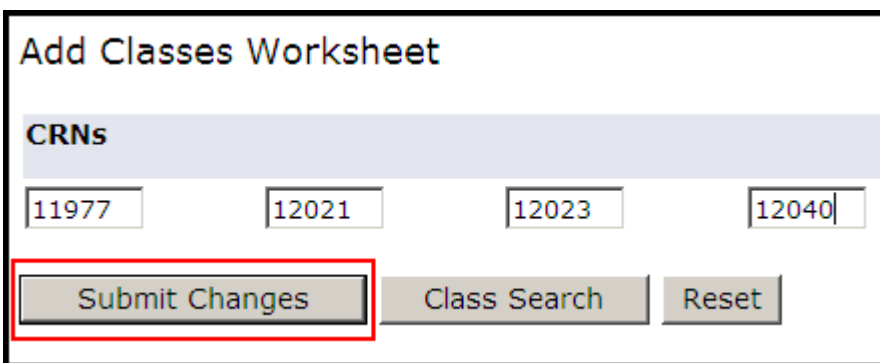 Add Classes Worksheet
CRNs
11977 12021 12023 12040
Submit Changes Class Search Reset